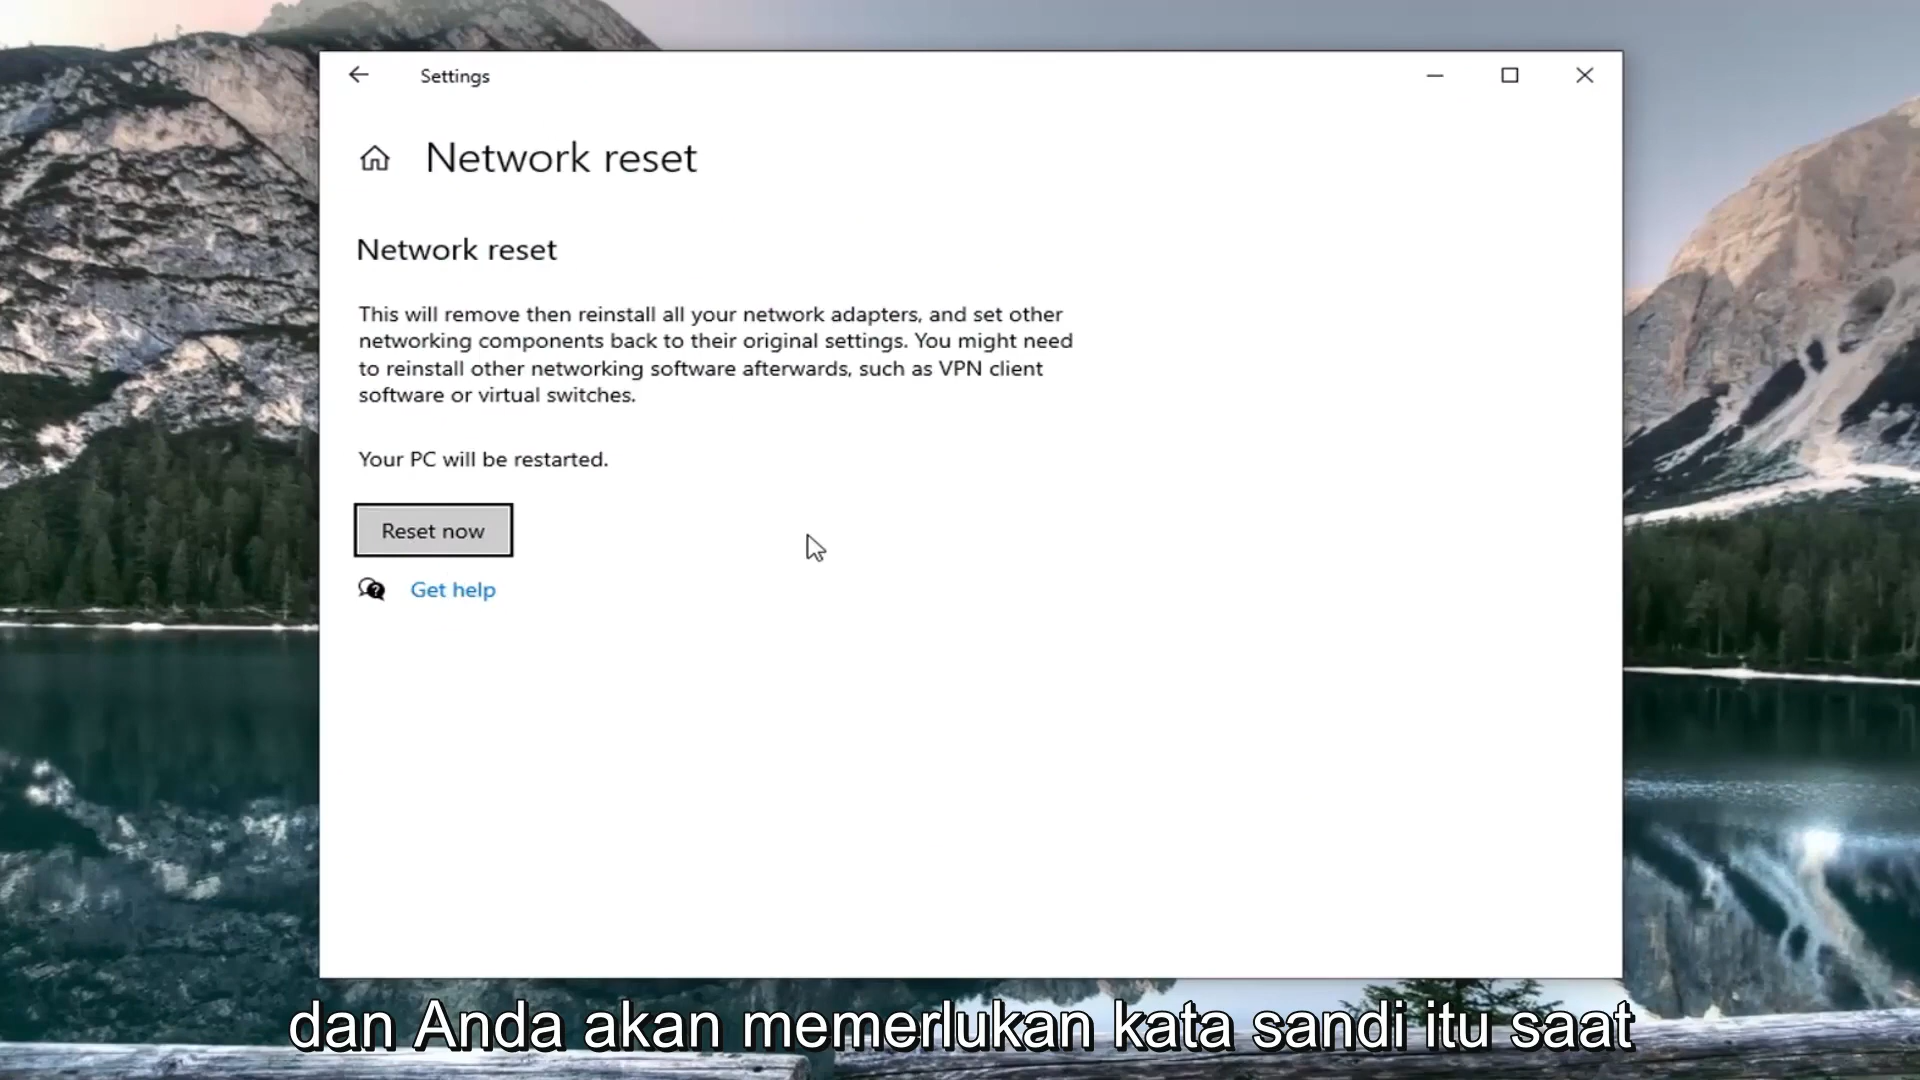 Settings
Network reset
Network reset
This will remove then reinstall all your network adapters, and set other
networking components back to their original settings. You might need
to reinstall other networking software afterwards, such as VPN client
software or virtual switches.
Your PC will be restarted.
Reset now
Get help
dan Anda akan memerlukan kata sandi itu saat